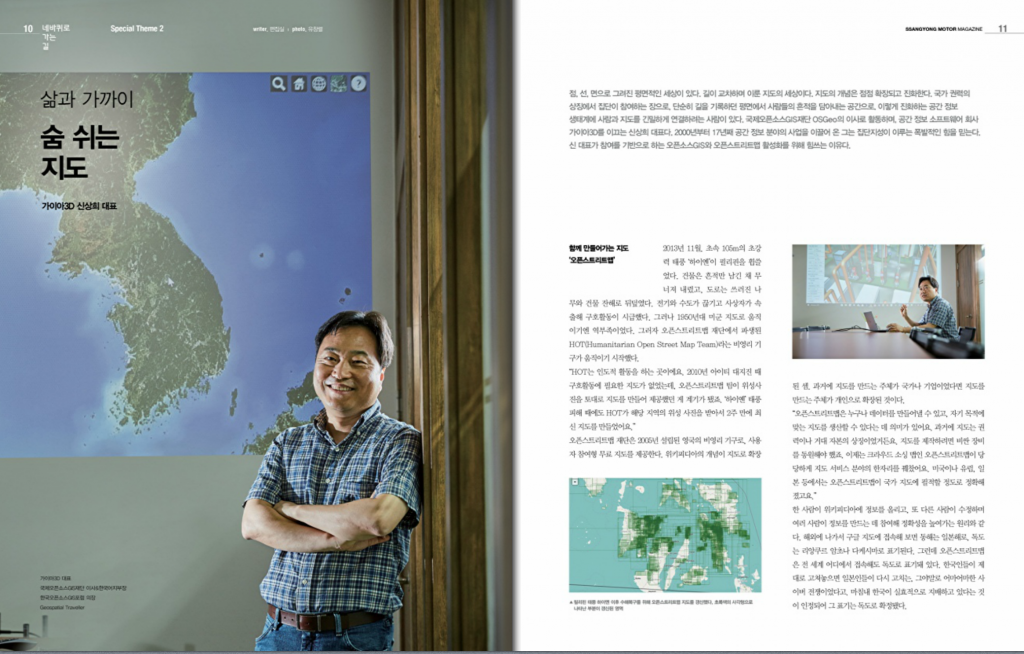 10
네바퀴로
가는
길
Special Theme 2
writer, 편집실 photo,
삶과 가까이
숨 쉬는
지도
가이아3D 신상희 대표
가이아3D 대표
국제오픈소스GIS재단 이사&한국어지부장
한국오픈소스GIS포럼 의장
Geospatial Traveller
SSANGYONG MOTOR MAGAZINE 11
점, 선, 면으로 그려진 평면적인 세상이 있다. 길이 교차하며 이룬 지도의 세상이다. 지도의 개념은 점점 확장되고 진화한다. 국가 권력의
상징에서 집단이 참여하는 장으로, 단순히 길을 기록하던 평면에서 사람들의 흔적을 담아내는 공간으로, 이렇게 진화하는 공간 정보
생태계에 사람과 지도를 긴밀하게 연결하려는 사람이 있다. 국제오픈소스GIS재단 OSGeo의 이사로 활동하며, 공간 정보 소프트웨어 회사
가이아3D를 이끄는 신상희 대표다. 2000년부터 17년째 공간 정보 분야의 사업을 이끌어 온 그는 집단지성이 이루는 폭발적인 힘을 믿는다.
신 대표가 참여를 기반으로 하는 오픈소스GIS와 오픈스트리트맵 활성화를 위해 힘쓰는 이유다.
함께 만들어가는 지도
'오픈스트리트맵'
2013년 11월, 초속 105m의 초강
력 태풍 '하이옌'이 필리핀을 휩쓸
었다. 건물은 흔적만 남긴 채 무
너져 내렸고, 도로는 쓰러진 나
무와 건물 잔해로 뒤덮였다. 전기와 수도가 끊기고 사상자가 속
출해 구호활동이 시급했다. 그러나 1950년대 미군 지도로 움직
이기엔 역부족이었다. 그러자 오픈스트리트맵 재단에서 파생된
HOT(Humanitarian Open Street Map Team)라는 비영리 기
구가 움직이기 시작했다.
"HOT는 인도적 활동을 하는 곳이에요. 2010년 아이티 대지진 때
구호활동에 필요한 지도가 없었는데, 오픈스트리트맵 팀이 위성사
진을 토대로 지도를 만들어 제공했던 게 계기가 됐죠. '하이옌' 태풍
피해 때에도 HOT가 해당 지역의 위성 사진을 받아서 2주 만에 최
신 지도를 만들었어요."
오픈스트리트맵 재단은 2005년 설립된 영국의 비영리 기구로, 사용
자 참여형 무료 지도를 제공한다. 위키피디아의 개념이 지도로 확장
▲ 필리핀 태풍 하이옌 이후 수해복구를 위해 오픈스트리트맵 지도를 갱신했다. 초록색의 사각형으로
나타난 부분이 갱신된 영역
된 셈. 과거에 지도를 만드는 주체가 국가나 기업이었다면 지도를
만드는 주체가 개인으로 확장된 것이다.
"오픈스트리트맵은 누구나 데이터를 만들어낼 수 있고, 자기 목적에
맞는 지도를 생산할 수 있다는 데 의미가 있어요. 과거에 지도는 권
력이나 거대 자본의 상징이었거든요. 지도를 제작하려면 비싼 장비
를 동원해야 했죠. 이제는 크라우드 소싱 맵인 오픈스트리트맵이 당
당하게 지도 서비스 분야의 한자리를 꿰찼어요. 미국이나 유럽, 일
본 등에서는 오픈스트리트맵이 국가 지도에 필적할 정도로 정확해
졌고요."
한 사람이 위키피디아에 정보를 올리고, 또 다른 사람이 수정하며
여러 사람이 정보를 만드는 데 참여해 정확성을 높여가는 원리와 같
다. 해외에 나가서 구글 지도에 접속해 보면 동해는 일본해로, 독도
는 리앙쿠르 암초나 다케시마로 표기된다. 그런데 오픈스트리트맵
은 전 세계 어디에서 접속해도 독도로 표기돼 있다. 한국인들이 제
대로 고쳐놓으면 일본인들이 다시 고치는, 그야말로 어마어마한 사
이버 전쟁이었다고. 마침내 한국이 실효적으로 지배하고 있다는 것
이 인정되어 그 표기는 독도로 확정됐다.